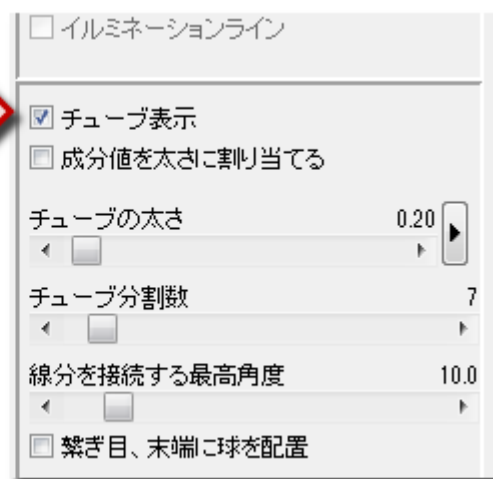 イルミネーションライン
チューブ表示
成分値を太さに割り当てる
チューブの太さ 0.20
チューブ分割数 7
線分を接続する最高角度 10.0
繋ぎ目、末端に球を配置